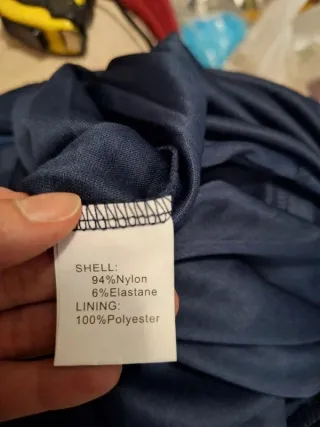 SHELL:
94%Nylon
6%Elastane
LINING:
100%Polyester